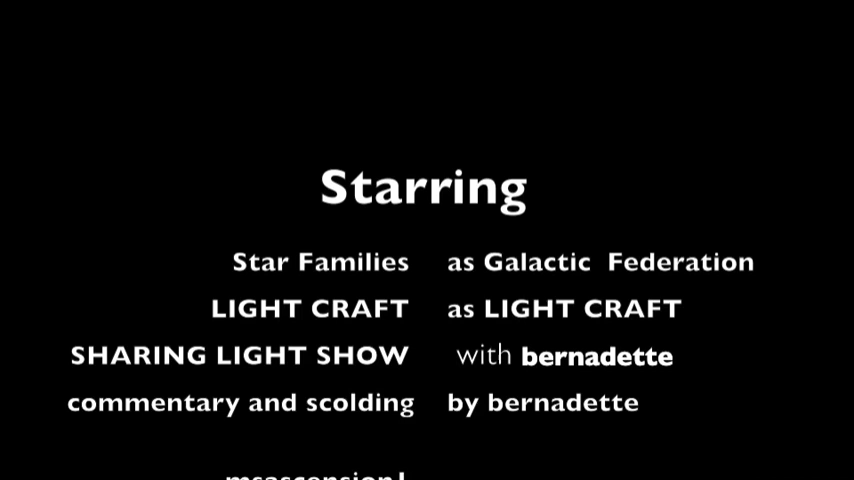 Starring
Star Families as Galactic Federation
LIGHT CRAFT as LIGHT CRAFT
SHARING LIGHT SHOW with bernadette
commentary and scolding by bernadette
msascension1